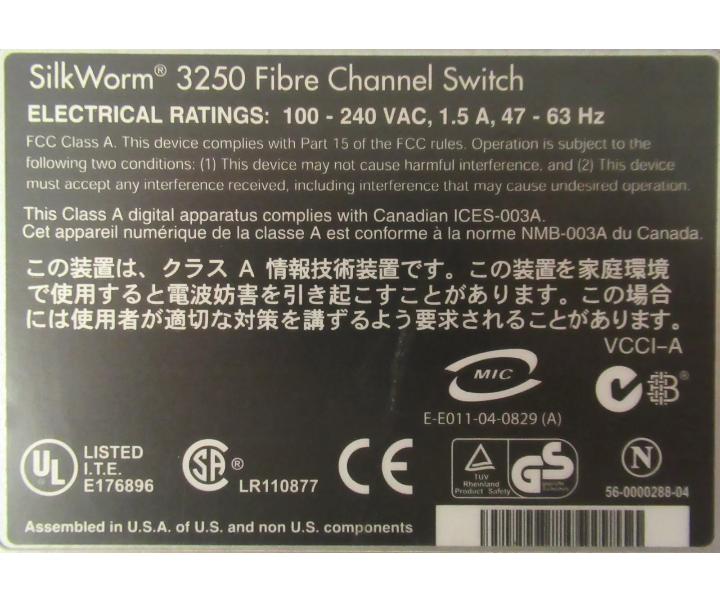 SilkWorm® 3250 Fibre Channel Switch
ELECTRICAL RATINGS: 100 - 240 VAC, 1.5 A, 47 - 63 Hz
FCC Class A. This device complies with Part 15 of the FCC rules. Operation is subject to the
following two conditions: (1) This device may not cause harmful interference, and (2) This device
must accept any interference received, including interference that may cause undesired operation.
This Class A digital apparatus complies with Canadian ICES-003A.
Cet appareil numérique de la classe A est conforme à la norme NMB-003A du Canada.
この装置は、クラス A 情報技術装置です。この装置を家庭環境
で使用すると電波妨害を引き起こすことがあります。この場合
には使用者が適切な対策を講ずるよう要求されることがあります。
VCCI-A
MIC
E-E011-04-0829 (A)
UL
LISTED
I.T.E.
E176896
SA®
LR110877
CE
TUV
Rheinland
Product Safety
GS
N
56-0000288-04
Assembled in U.S.A. of U.S. and non U.S. components